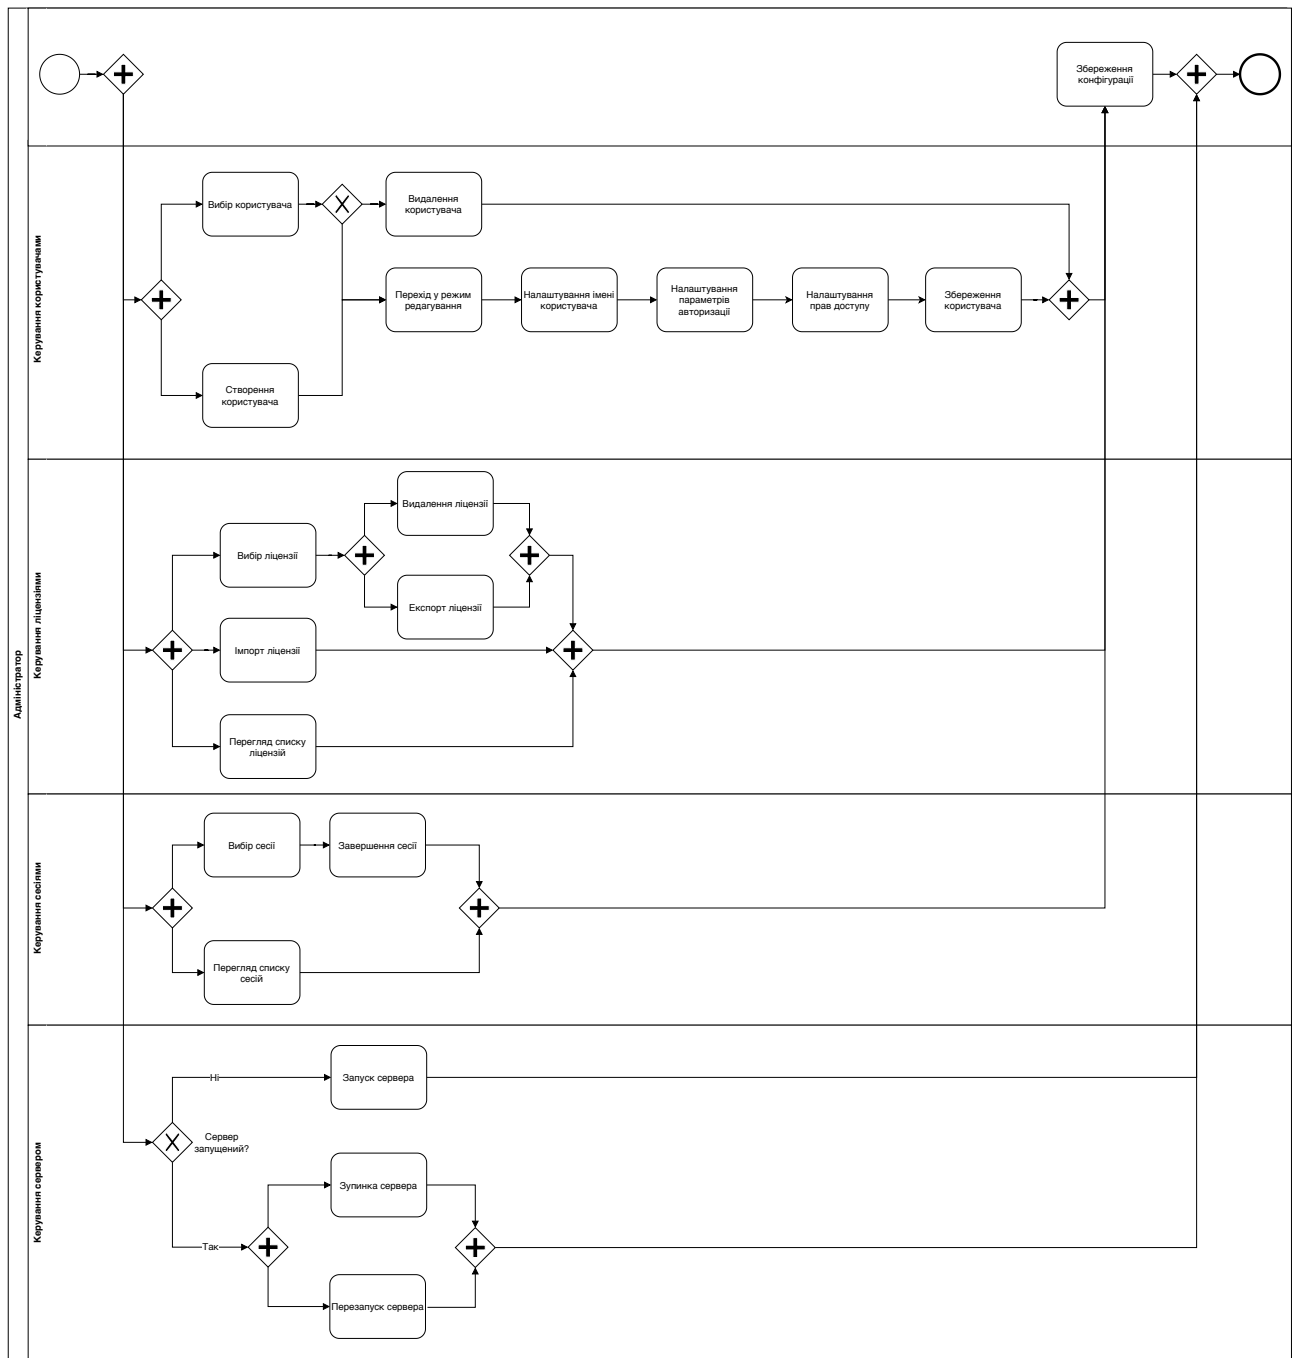 Адміністратор
Збереження
конфігурації
Керування користувачами
Вибір користувача
Видалення
користувача
Перехід у режим
редагування
Налаштування імені
користувача
Налаштування
параметрів
авторизації
Налаштування
прав доступу
Збереження
користувача
Створення
користувача
Керування ліцензіями
Видалення ліцензії
Вибір ліцензії
Експорт ліцензії
Імпорт ліцензії
Перегляд списку
ліцензій
Керування сесіями
Вибір сесії
Завершення сесії
Перегляд списку
сесій
Керування сервером
Ні
Запуск сервера
Сервер
запущений?
Зупинка сервера
Так
Перезапуск сервера